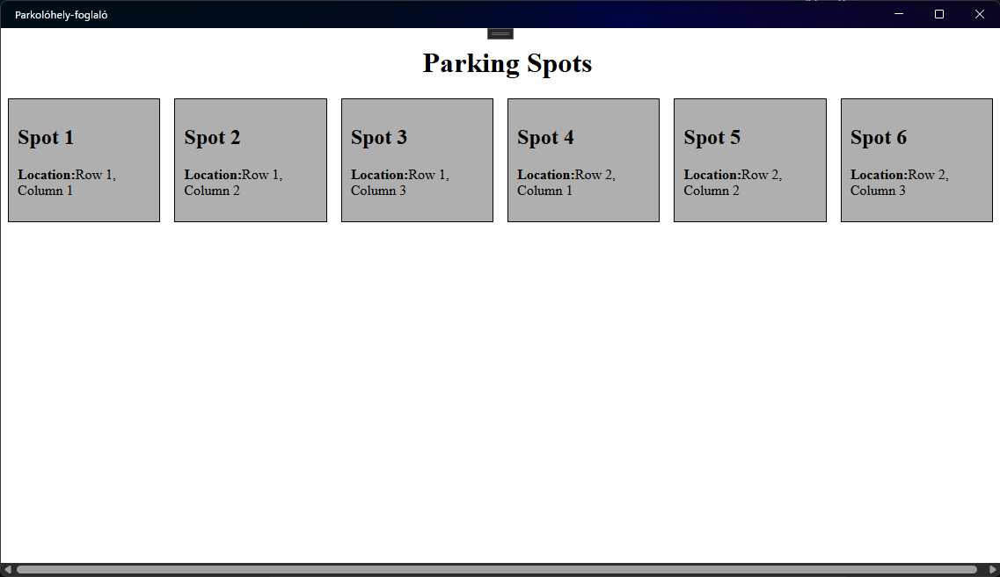 Parkolóhely-foglaló
Parking Spots
Spot 1
Location:Row 1,
Column 1
Spot 2
Location:Row 1,
Column 2
Spot 3
Location:Row 1,
Column 3
Spot 4
Location:Row 2,
Column 1
Spot 5
Location:Row 2,
Column 2
Spot 6
Location:Row 2,
Column 3